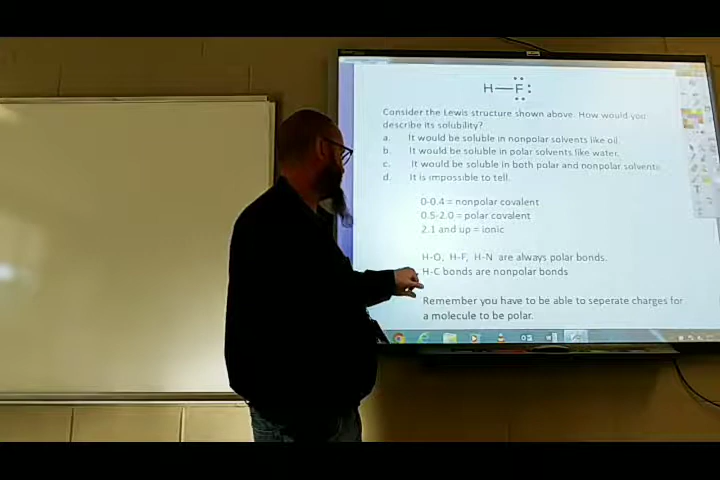 H—F:
Consider the Lewis structure shown above. How would you
describe its solubility?
a. It would be soluble in nonpolar solvents like oil.
b. It would be soluble in polar solvents like water.
c. It would be soluble in both polar and nonpolar solvents.
d. It is impossible to tell.
0-0.4 = nonpolar covalent
0.5-2.0 = polar covalent
2.1 and up = ionic
H-O, H-F, H-N are always polar bonds.
H-C bonds are nonpolar bonds
Remember you have to be able to seperate charges for
a molecule to be polar.